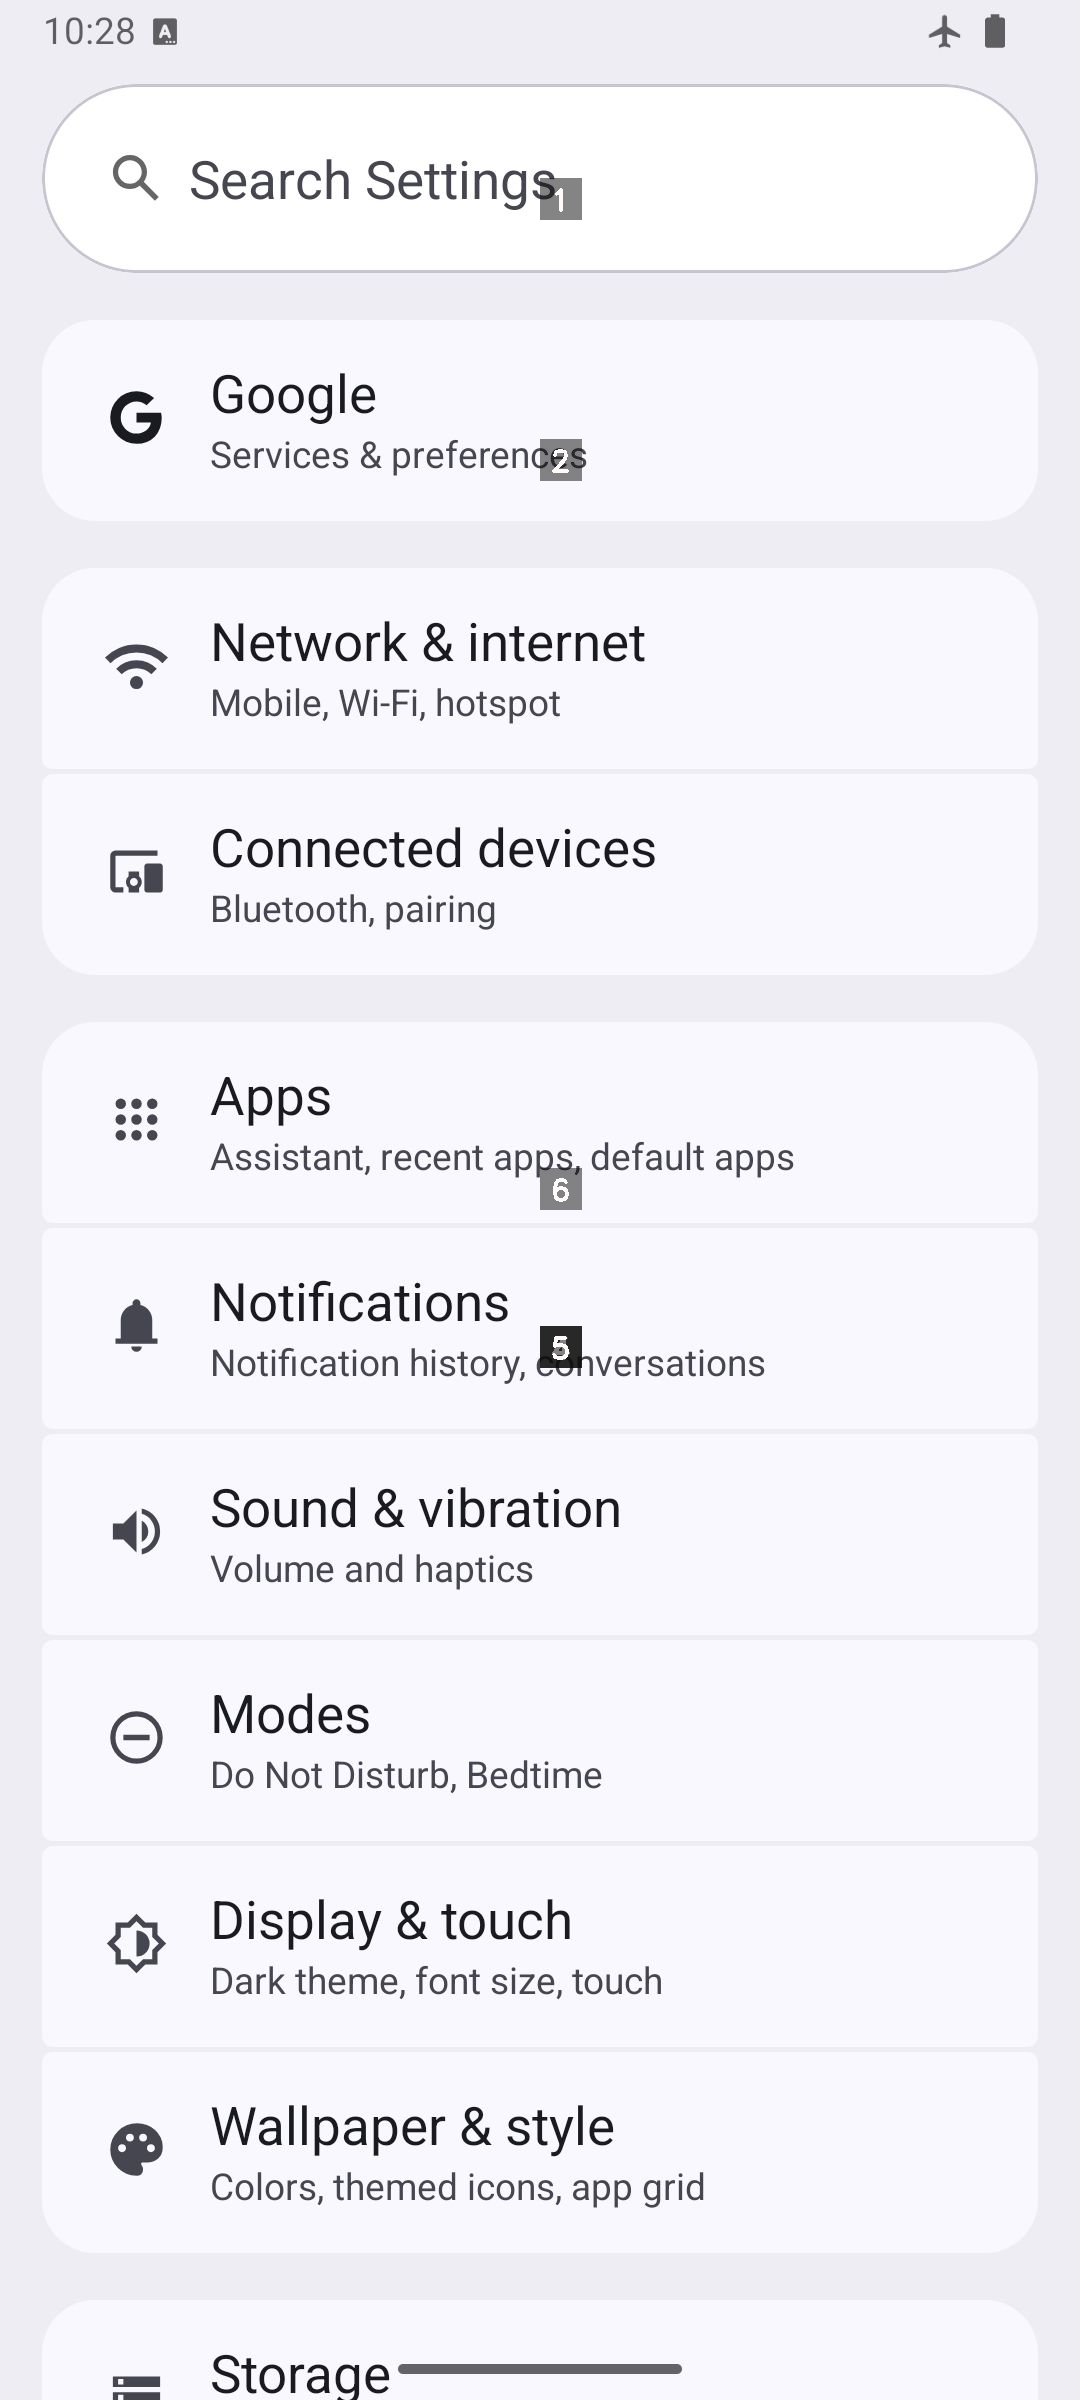 10:28
Search Settings
1
Google
Services & preferences
2
Network & internet
Mobile, Wi-Fi, hotspot
Connected devices
Bluetooth, pairing
Apps
Assistant, recent apps, default apps
6
Notifications
5
Notification history, conversations
Sound & vibration
Volume and haptics
Modes
Do Not Disturb, Bedtime
Display & touch
Dark theme, font size, touch
Wallpaper & style
Colors, themed icons, app grid
Storage